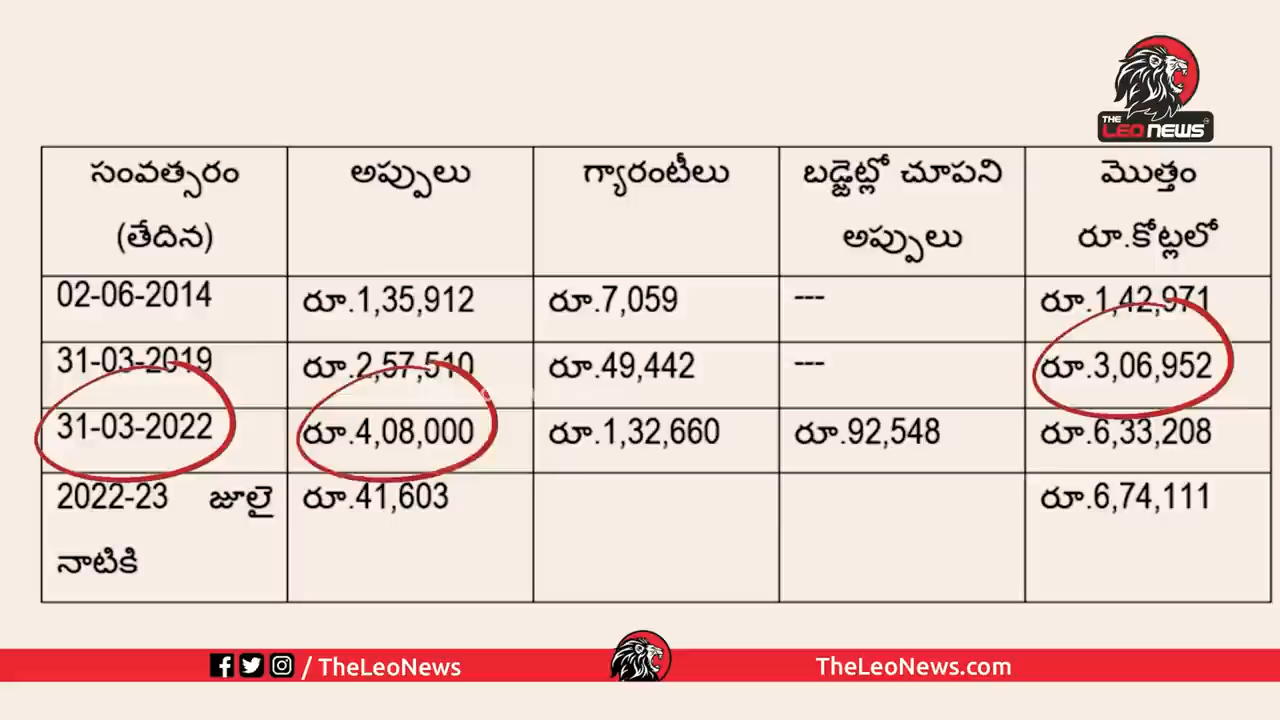 THE
LEO NEWS
సంవత్సరం అప్పులు గ్యారంటీలు బడ్జెట్లో చూపని మొత్తం
(తేదిన) అప్పులు రూ.కోట్లలో
02-06-2014 రూ.1,35,912 రూ.7,059 --- రూ.1,42,971
31-03-2019 రూ.2,57,510 రూ.49,442 --- రూ.3,06,952
31-03-2022 రూ.4,08,000 రూ.1,32,660 రూ.92,548 రూ.6,33,208
2022-23 జూలై రూ.41,603 రూ.6,74,111
నాటికి
/ TheLeoNews TheLeoNews.com